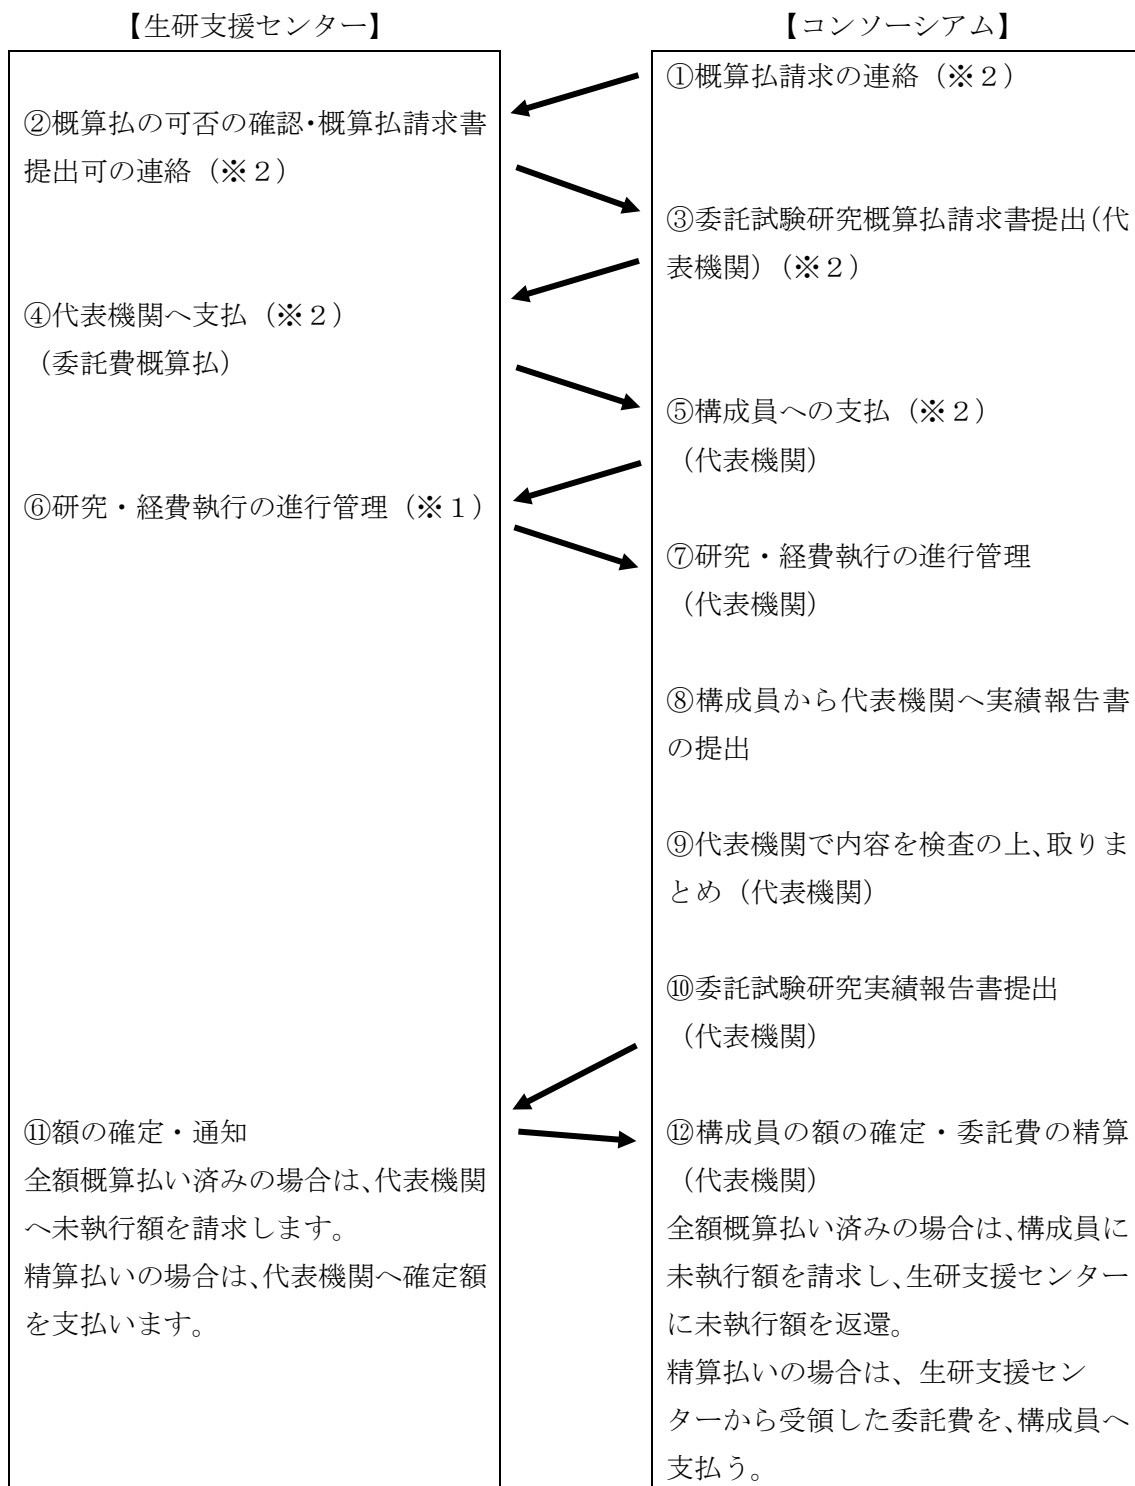 【生研支援センター】
【コンソーシアム】
①概算払請求の連絡（※２）
②概算払の可否の確認・概算払請求書
提出可の連絡（※２）
③委託試験研究概算払請求書提出（代
表機関）（※２）
④代表機関へ支払（※２）
（委託費概算払）
⑤構成員への支払（※２）
（代表機関）
⑥研究・経費執行の進行管理（※１）
⑦研究・経費執行の進行管理
（代表機関）
⑧構成員から代表機関へ実績報告書
の提出
⑨代表機関で内容を検査の上、取りま
とめ（代表機関）
⑩委託試験研究実績報告書提出
（代表機関）
⑪額の確定・通知
全額概算払い済みの場合は、代表機関
へ未執行額を請求します。
精算払いの場合は、代表機関へ確定額
を支払います。
⑫構成員の額の確定・委託費の精算
（代表機関）
全額概算払い済みの場合は、構成員に
未執行額を請求し、生研支援センター
に未執行額を返還。
精算払いの場合は、生研支援セン
ターから受領した委託費を、構成員へ
支払う。